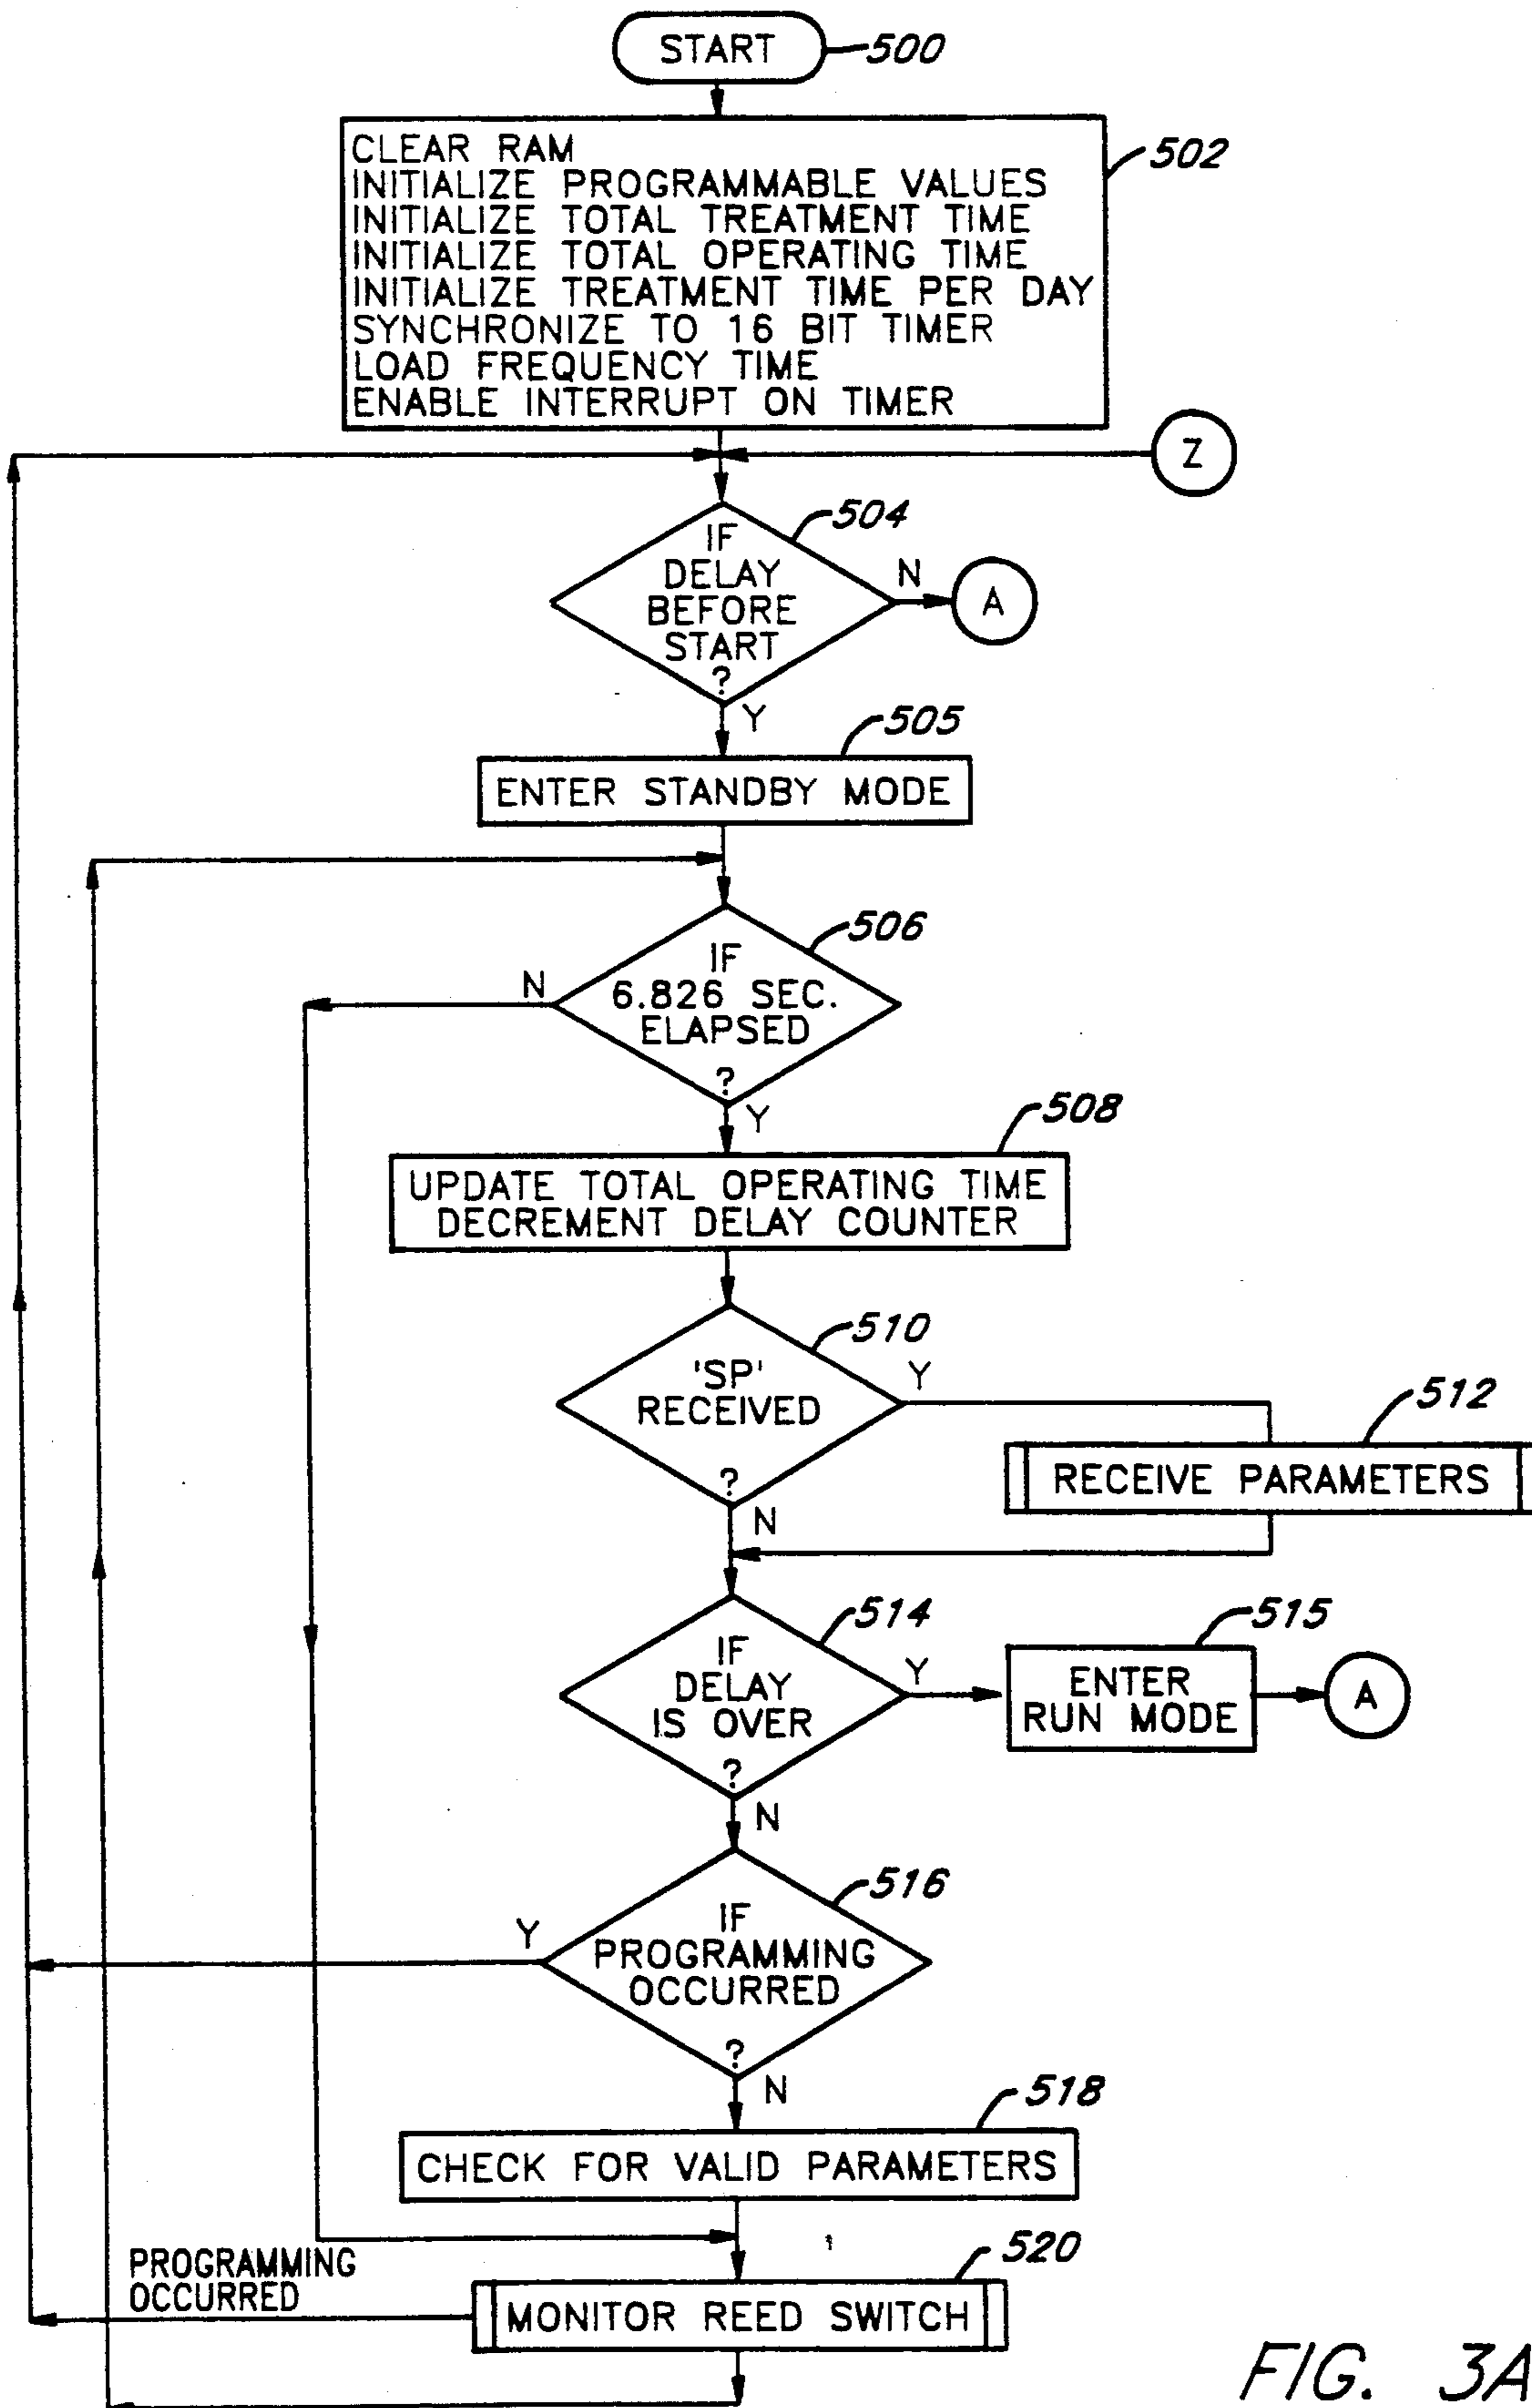 START
500
CLEAR RAM
INITIALIZE PROGRAMMABLE VALUES
INITIALIZE TOTAL TREATMENT TIME
INITIALIZE TOTAL OPERATING TIME
INITIALIZE TREATMENT TIME PER DAY
SYNCHRONIZE TO 16 BIT TIMER
LOAD FREQUENCY TIME
ENABLE INTERRUPT ON TIMER
502
Z
504
IF
DELAY
BEFORE
START
?
N
A
Y
505
ENTER STANDBY MODE
506
IF
6.826 SEC.
ELAPSED
?
N
Y
508
UPDATE TOTAL OPERATING TIME
DECREMENT DELAY COUNTER
510
'SP'
RECEIVED
?
Y
N
512
RECEIVE PARAMETERS
514
IF
DELAY
IS OVER
?
Y
515
ENTER
RUN MODE
A
N
516
IF
PROGRAMMING
OCCURRED
?
Y
N
518
CHECK FOR VALID PARAMETERS
PROGRAMMING
OCCURRED
520
MONITOR REED SWITCH
FIG. 3A